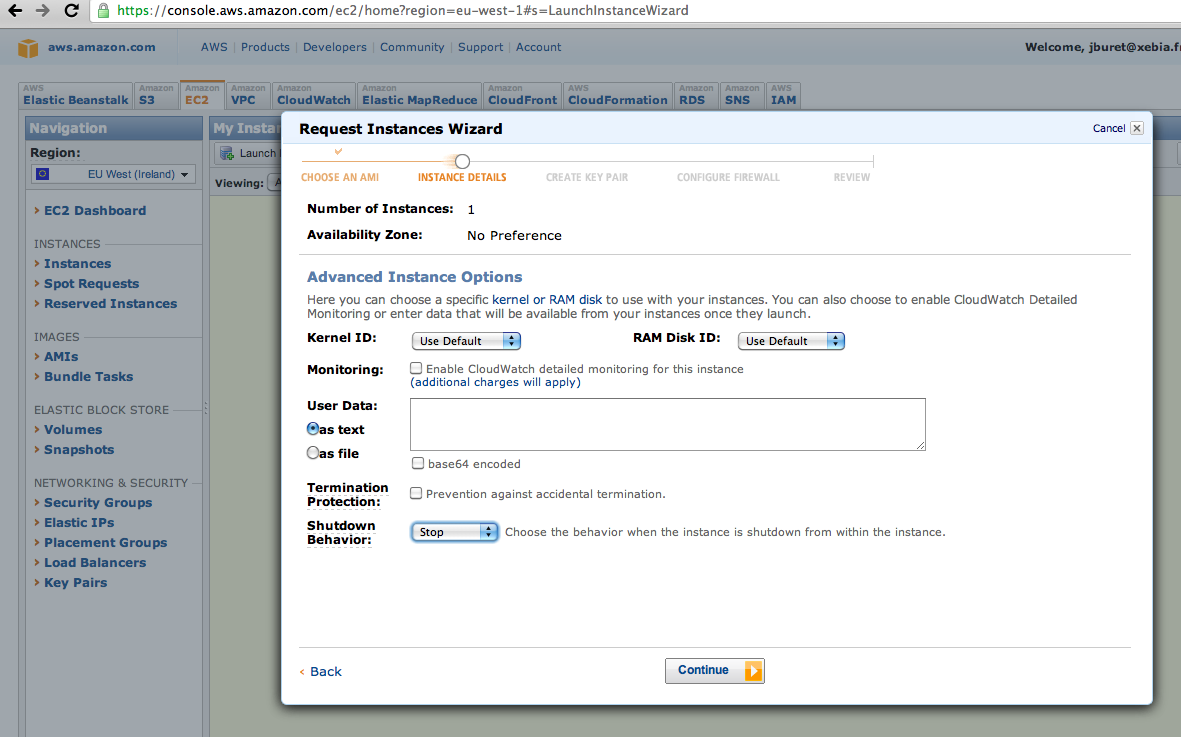 https://console.aws.amazon.com/ec2/home?region=eu-west-1#s=LaunchInstanceWizard
aws.amazon.com AWS | Products | Developers | Community | Support | Account Welcome, jburet@xebia.f
AWS Amazon Amazon Amazon Amazon Amazon Amazon AWS Amazon Amazon AWS
Elastic Beanstalk S3 EC2 VPC CloudWatch Elastic MapReduce CloudFront CloudFormation RDS SNS IAM
Navigation
Region:
EU West (Ireland)
EC2 Dashboard
INSTANCES
Instances
Spot Requests
Reserved Instances
IMAGES
AMIs
Bundle Tasks
ELASTIC BLOCK STORE
Volumes
Snapshots
NETWORKING & SECURITY
Security Groups
Elastic IPs
Placement Groups
Load Balancers
Key Pairs
My Instan
Launch
Viewing: A
Request Instances Wizard
Cancel
CHOOSE AN AMI INSTANCE DETAILS CREATE KEY PAIR CONFIGURE FIREWALL REVIEW
Number of Instances: 1
Availability Zone: No Preference
Advanced Instance Options
Here you can choose a specific kernel or RAM disk to use with your instances. You can also choose to enable CloudWatch Detailed
Monitoring or enter data that will be available from your instances once they launch.
Kernel ID: Use Default RAM Disk ID: Use Default
Monitoring: Enable CloudWatch detailed monitoring for this instance
(additional charges will apply)
User Data:
as text
as file
base64 encoded
Termination
Protection: Prevention against accidental termination.
Shutdown
Behavior: Stop Choose the behavior when the instance is shutdown from within the instance.
Back Continue